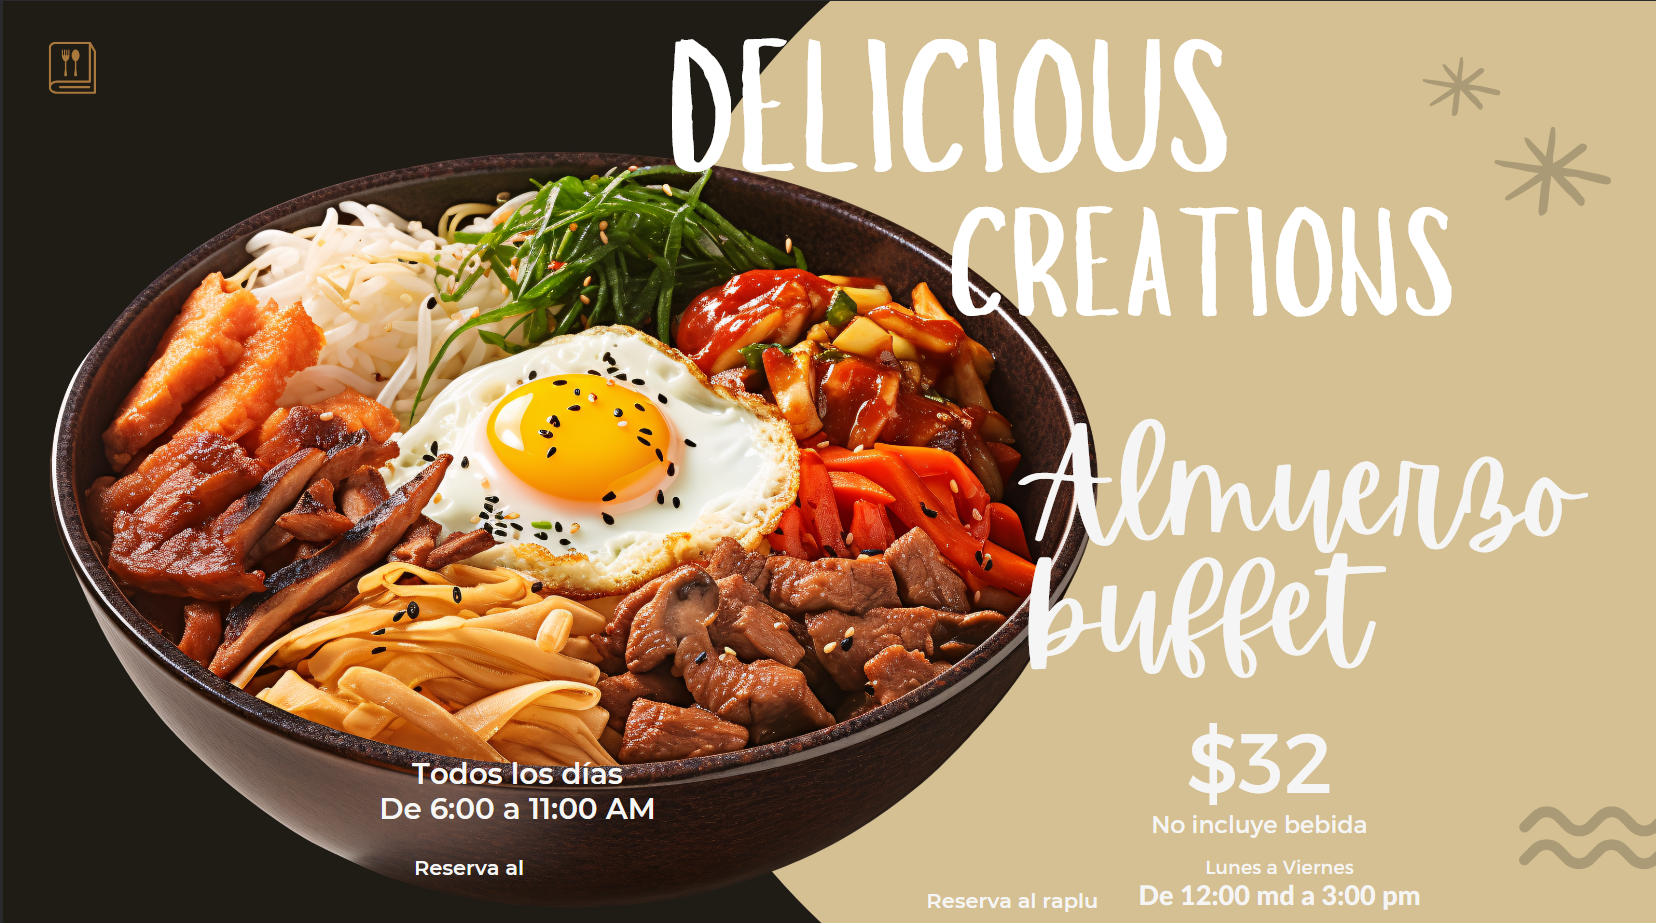 DELICIOUS
CREATIONS
Almuerzo
buffet
$32
No incluye bebida
Lunes a Viernes
De 12:00 md a 3:00 pm
Reserva al raplu
Todos los días
De 6:00 a 11:00 AM
Reserva al